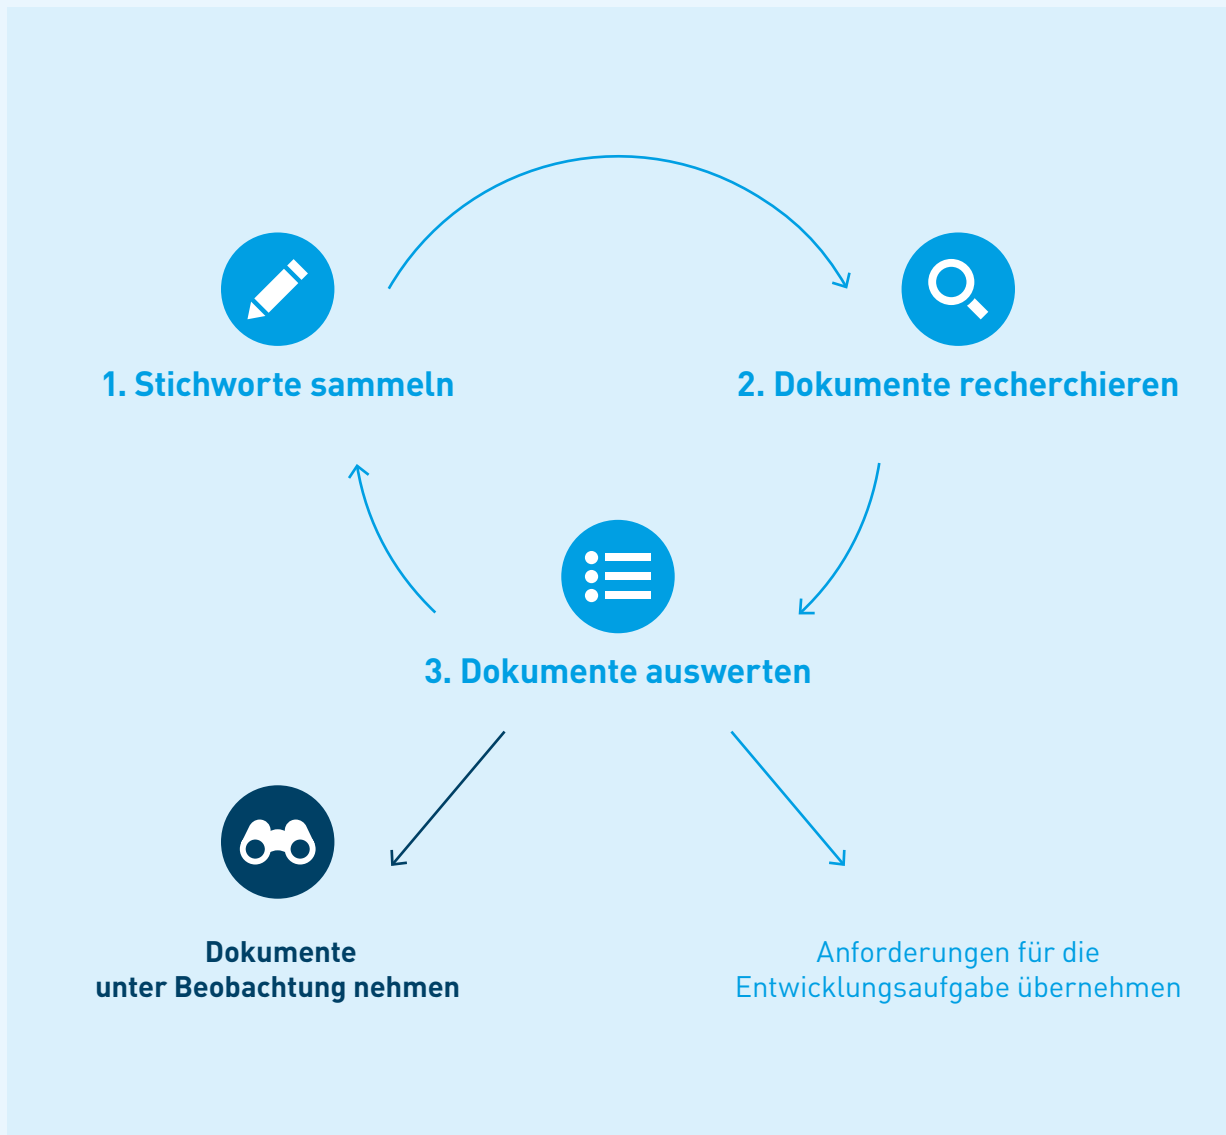 1. Stichworte sammeln
2. Dokumente recherchieren
3. Dokumente auswerten
Dokumente
unter Beobachtung nehmen
Anforderungen für die
Entwicklungsaufgabe übernehmen